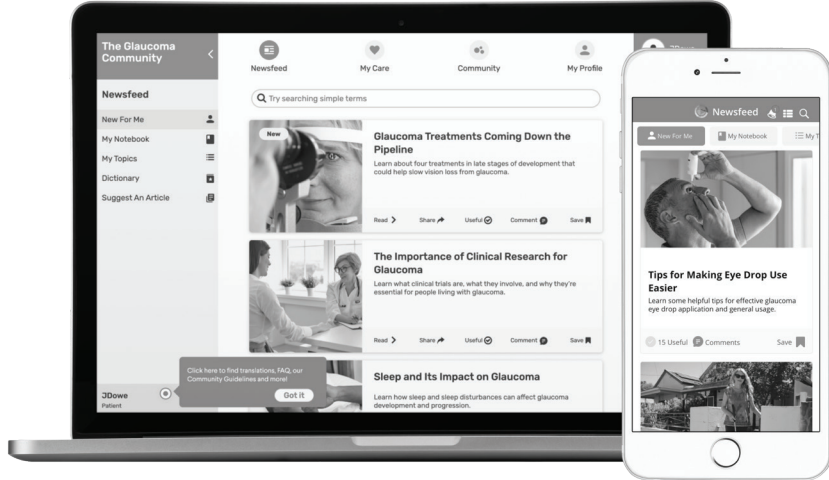 The Glaucoma
Community
Newsfeed
New For Me
My Notebook
My Topics
Dictionary
Suggest An Article
JDowe
Patient
Click here to find translations, FAQ, our
Community Guidelines and more!
Got it
Newsfeed
My Care
Community
My Profile
JDowe
Try searching simple terms
New
Glaucoma Treatments Coming Down the
Pipeline
Learn about four treatments in late stages of development that
could help slow vision loss from glaucoma.
Read Share Useful Comment Save
The Importance of Clinical Research for
Glaucoma
Learn what clinical trials are, what they involve, and why they're
essential for people living with glaucoma.
Read Share Useful Comment Save
Sleep and Its Impact on Glaucoma
Learn how sleep and sleep disturbances can affect glaucoma
development and progression.
Newsfeed
New For Me My Notebook My T
Tips for Making Eye Drop Use
Easier
Learn some helpful tips for effective glaucoma
eye drop application and general usage.
15 Useful Comments Save